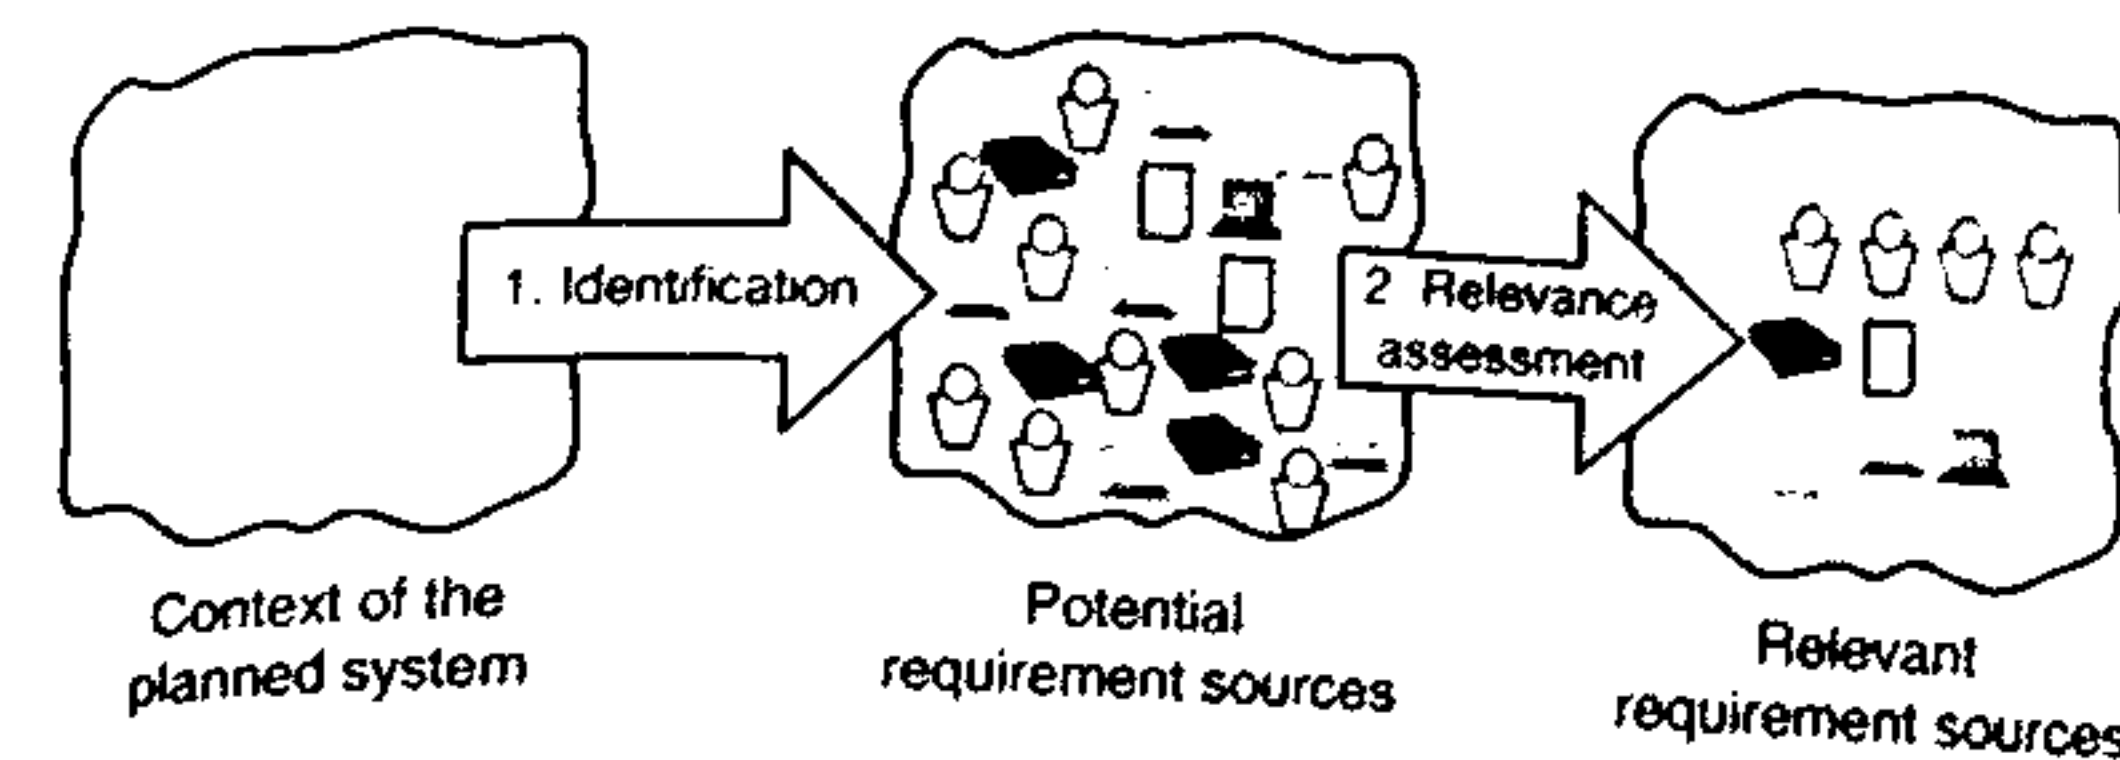 1. Identification
2 Relevance
assessment
Context of the
planned system
Potential
requirement sources
Relevant
requirement sources